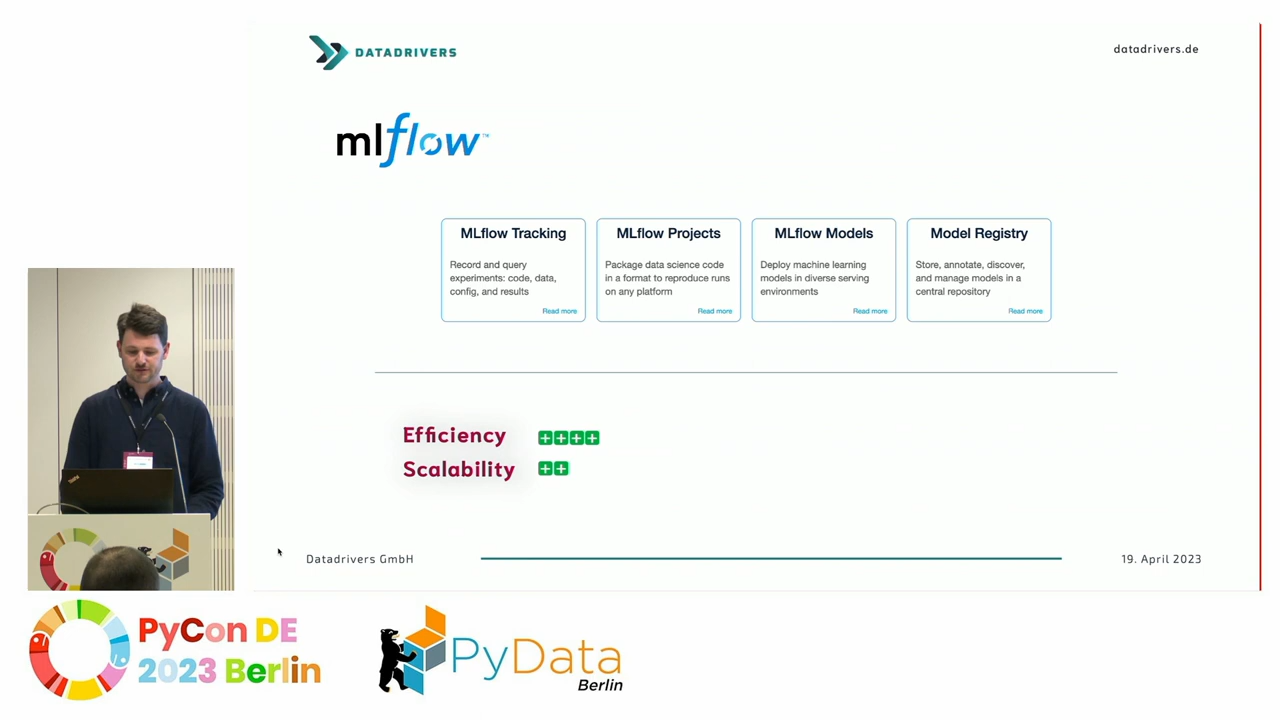 DATADRIVERS
datadrivers.de
mlflow™
MLflow Tracking
Record and query
experiments: code, data,
config, and results
Read more
MLflow Projects
Package data science code
in a format to reproduce runs
on any platform
Read more
MLflow Models
Deploy machine learning
models in diverse serving
environments
Read more
Model Registry
Store, annotate, discover,
and manage models in a
central repository
Read more
Efficiency
Scalability
Datadrivers GmbH
19. April 2023
PyCon DE
2023 Berlin
PyData
Berlin